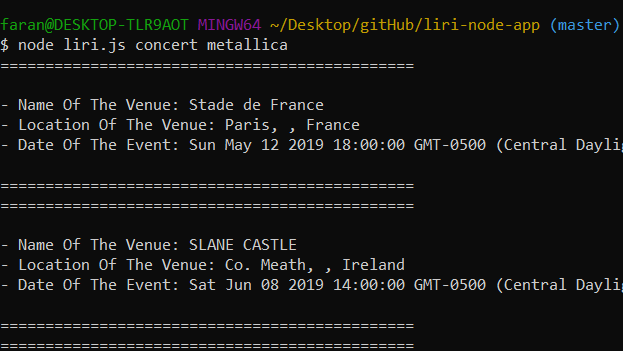 faran@DESKTOP-TLR9AOT MINGW64 ~/Desktop/gitHub/liri-node-app (master)
$ node liri.js concert metallica
==============================================
- Name Of The Venue: Stade de France
- Location Of The Venue: Paris, , France
- Date Of The Event: Sun May 12 2019 18:00:00 GMT-0500 (Central Daylig
==============================================
==============================================
- Name Of The Venue: SLANE CASTLE
- Location Of The Venue: Co. Meath, , Ireland
- Date Of The Event: Sat Jun 08 2019 14:00:00 GMT-0500 (Central Daylig
==============================================
==============================================